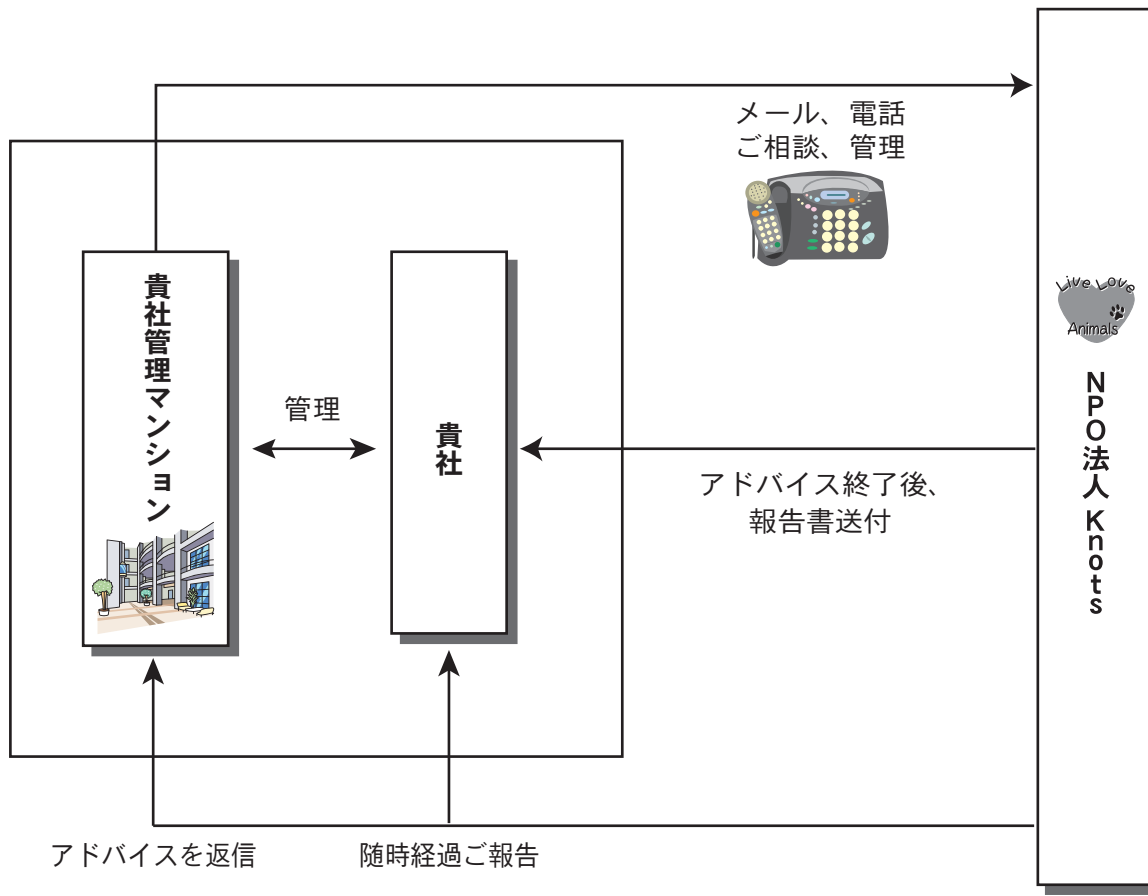 メール、電話
ご相談、管理
貴社管理マンション
管理
貴社
アドバイス終了後、
報告書送付
Live Love
Animals
NPO法人 Knots
アドバイスを返信
随時経過ご報告